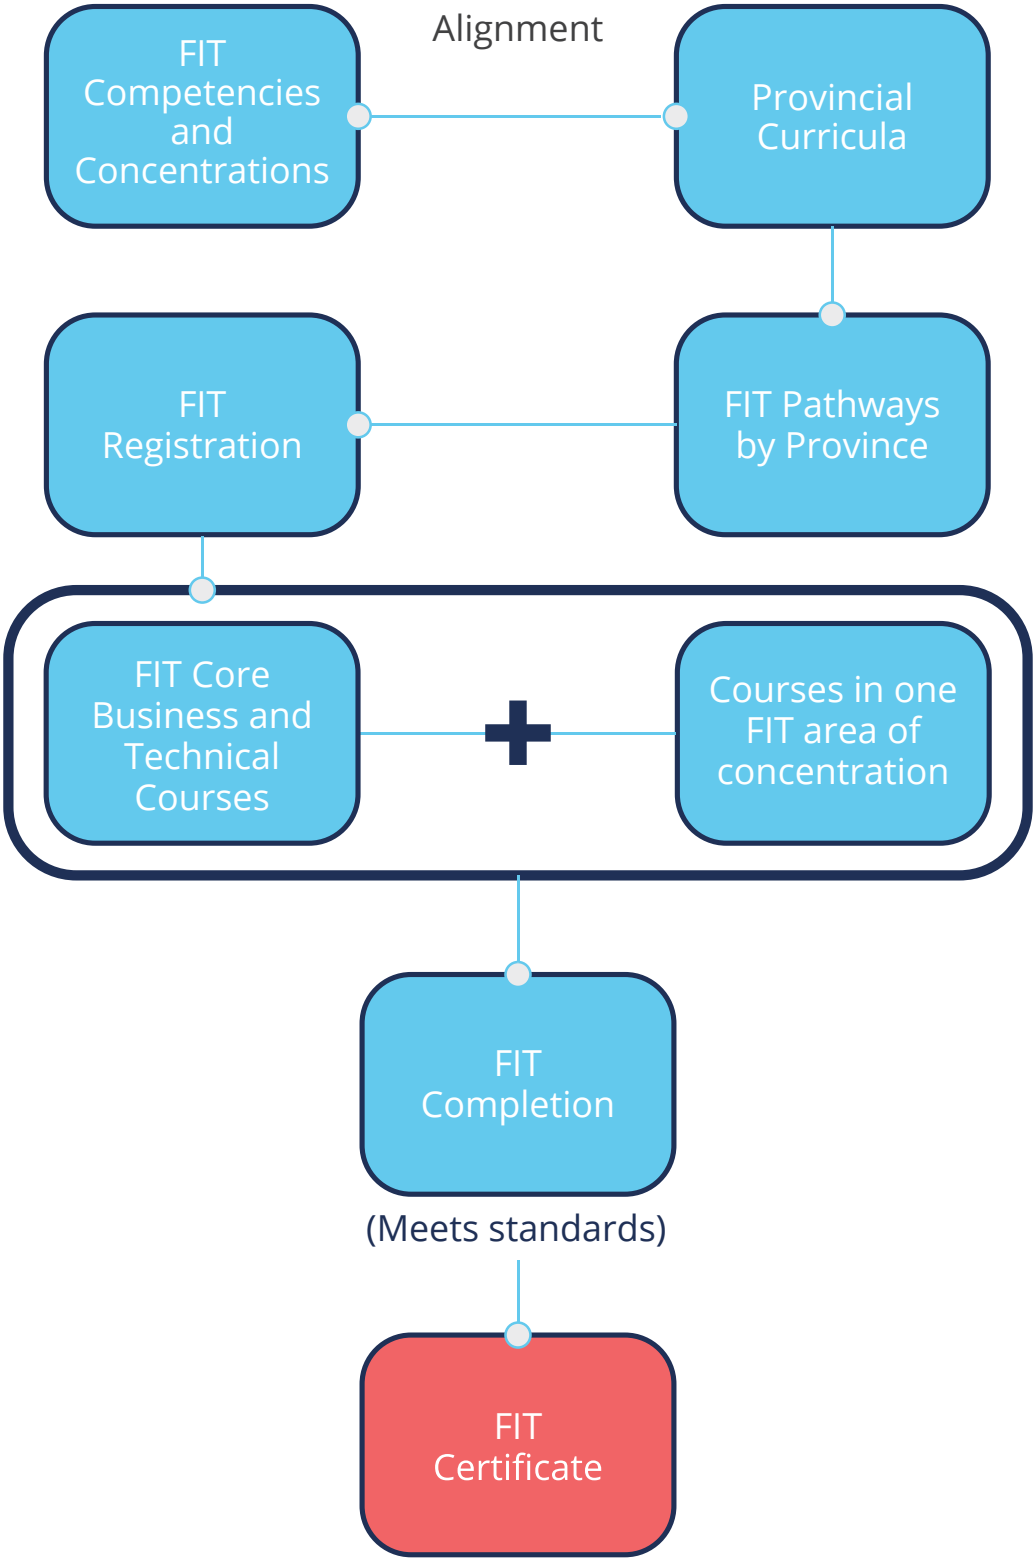 Alignment
FIT
Competencies
and
Concentrations
Provincial
Curricula
FIT
Registration
FIT Pathways
by Province
FIT Core
Business and
Technical
Courses
Courses in one
FIT area of
concentration
FIT
Completion
(Meets standards)
FIT
Certificate